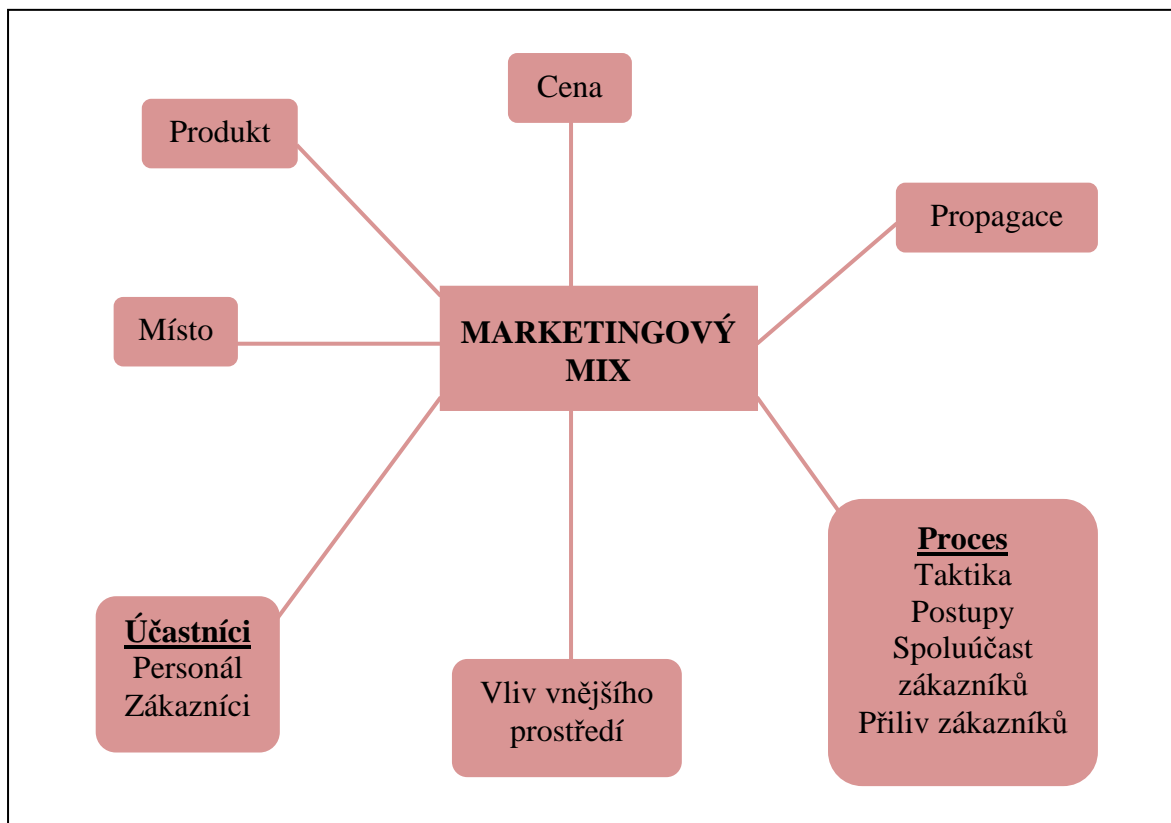 Cena
Produkt
Propagace
Místo
MARKETINGOVÝ
MIX
Účastníci
Personál
Zákazníci
Vliv vnějšího
prostředí
Proces
Taktika
Postupy
Spoluúčast
zákazníků
Přiliv zákazníků